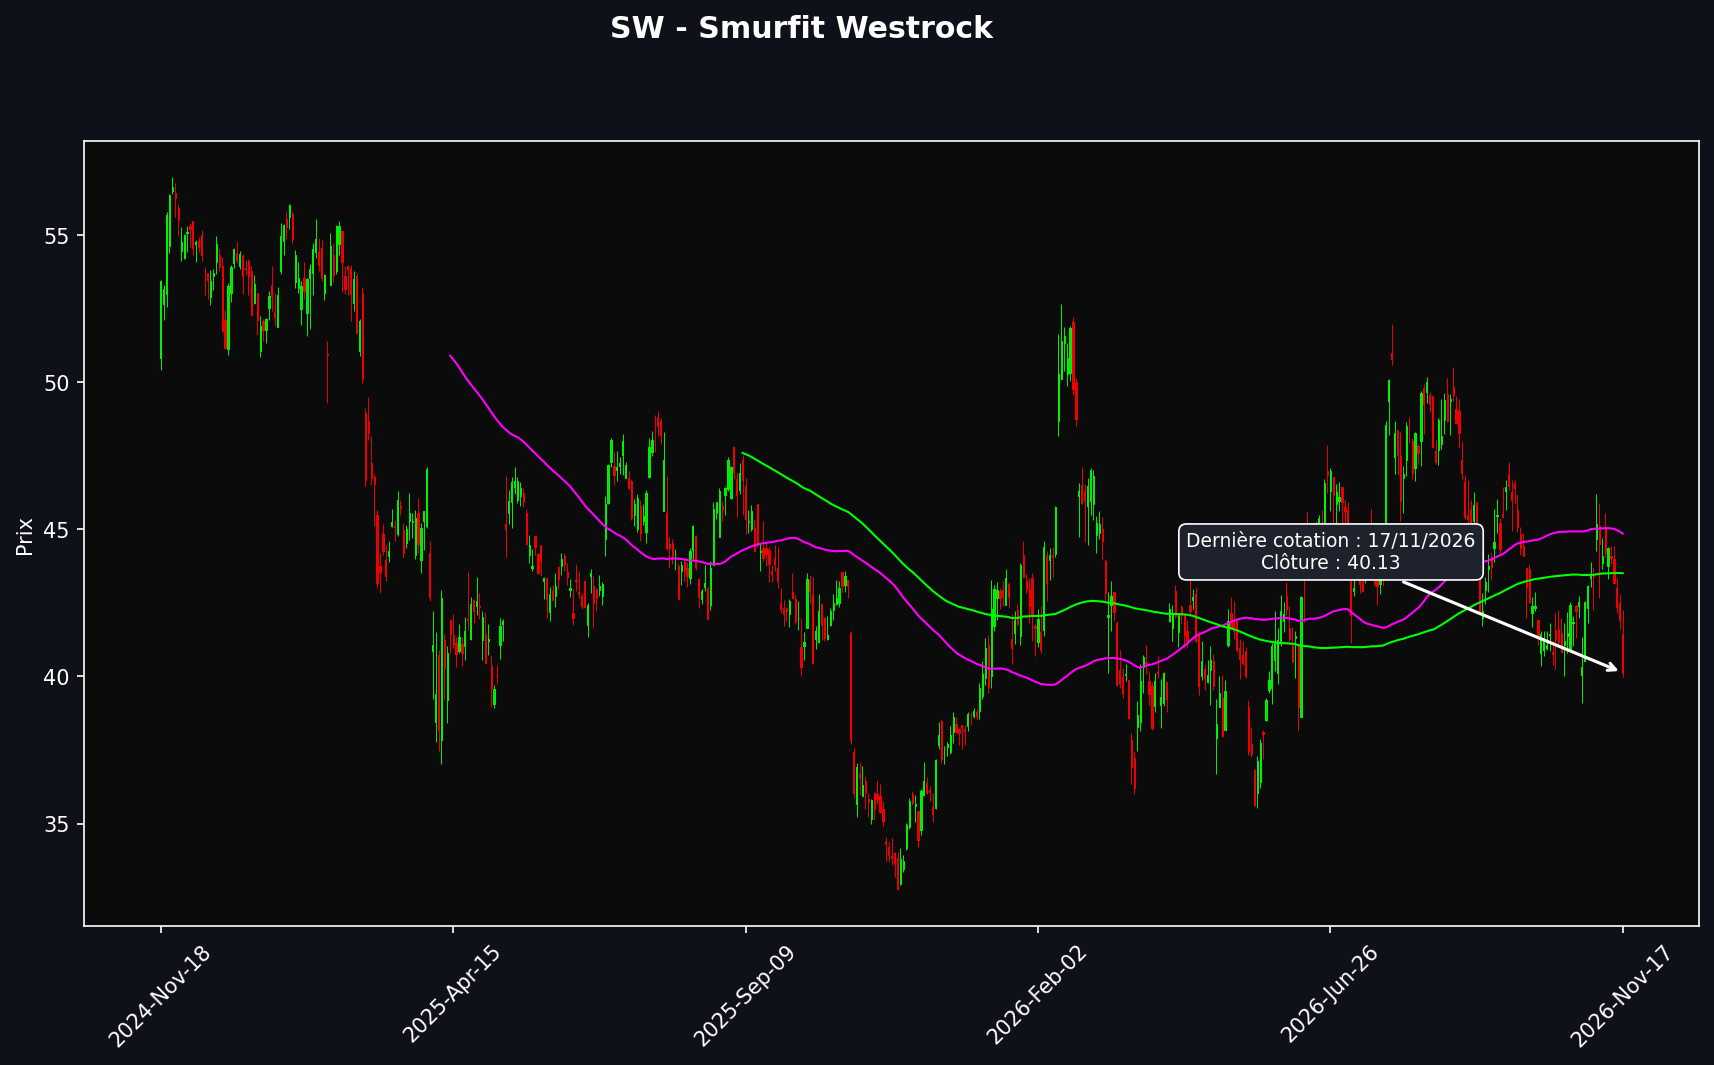 SW - Smurfit Westrock
55
50
45
40
35
Prix
Dernière cotation : 17/11/2026
Clôture : 40.13
2024-Nov-18
2025-Apr-15
2025-Sep-09
2026-Feb-02
2026-Jun-26
2026-Nov-17